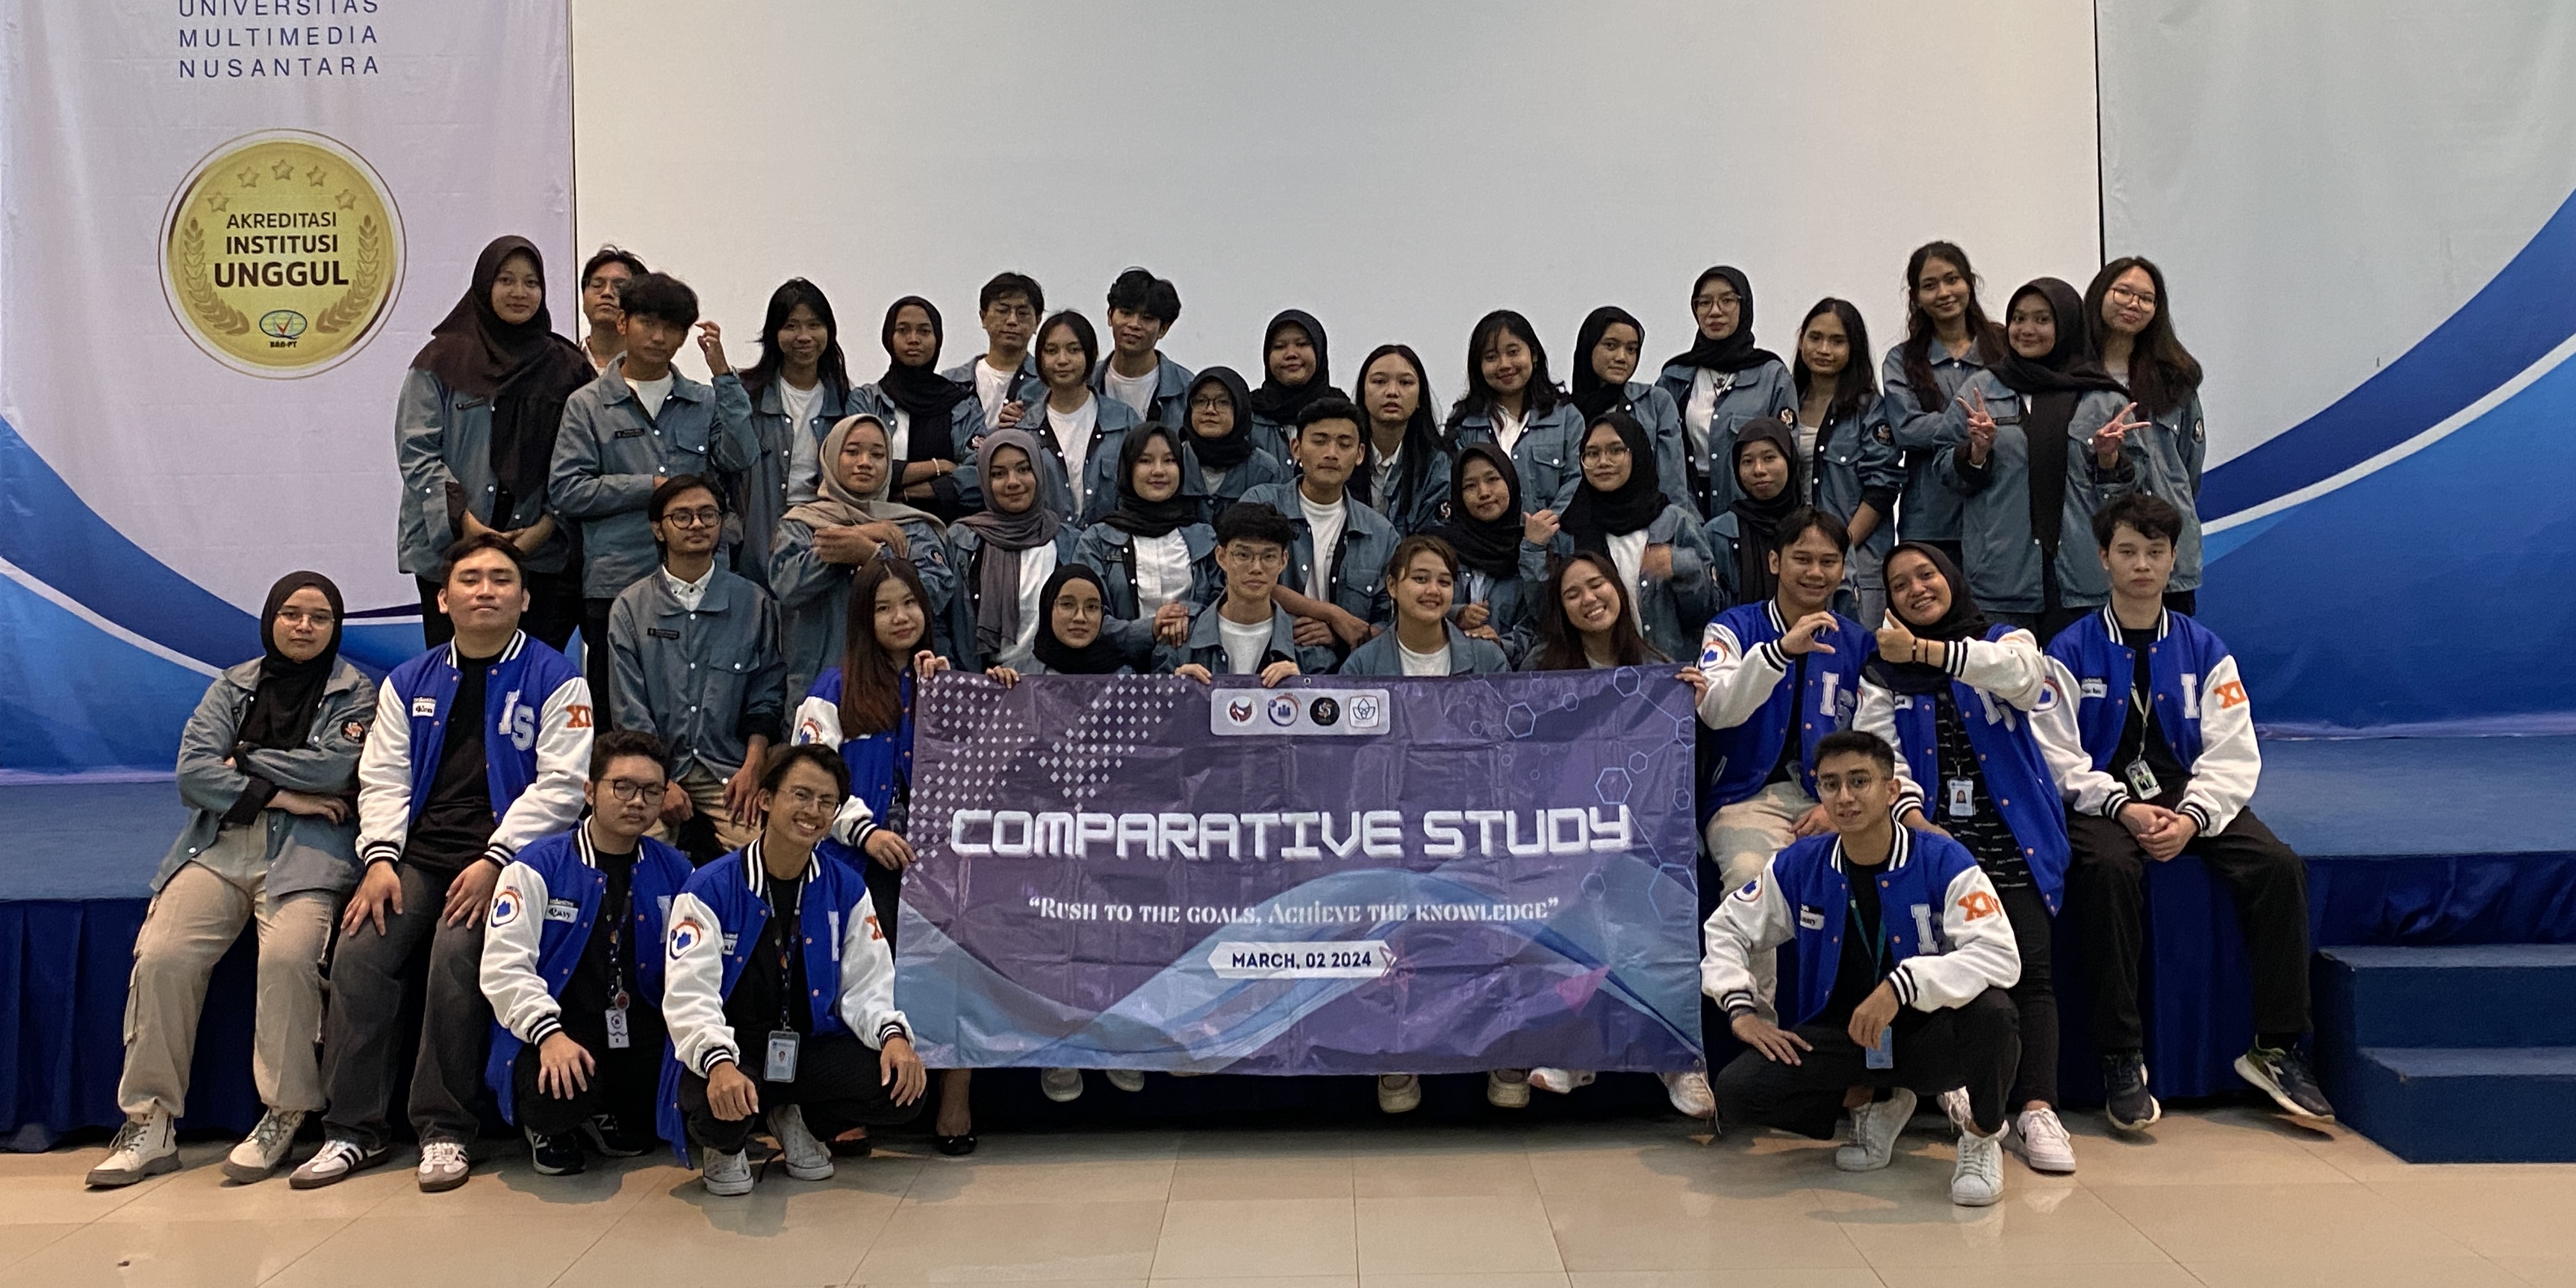 UNIVERSITAS
MULTIMEDIA
NUSANTARA
AKREDITASI
INSTITUSI
UNGGUL
BAN-PT
COMPARATIVE STUDY
“RUSH TO THE GOALS, ACHIEVE THE KNOWLEDGE”
MARCH, 02 2024
IS